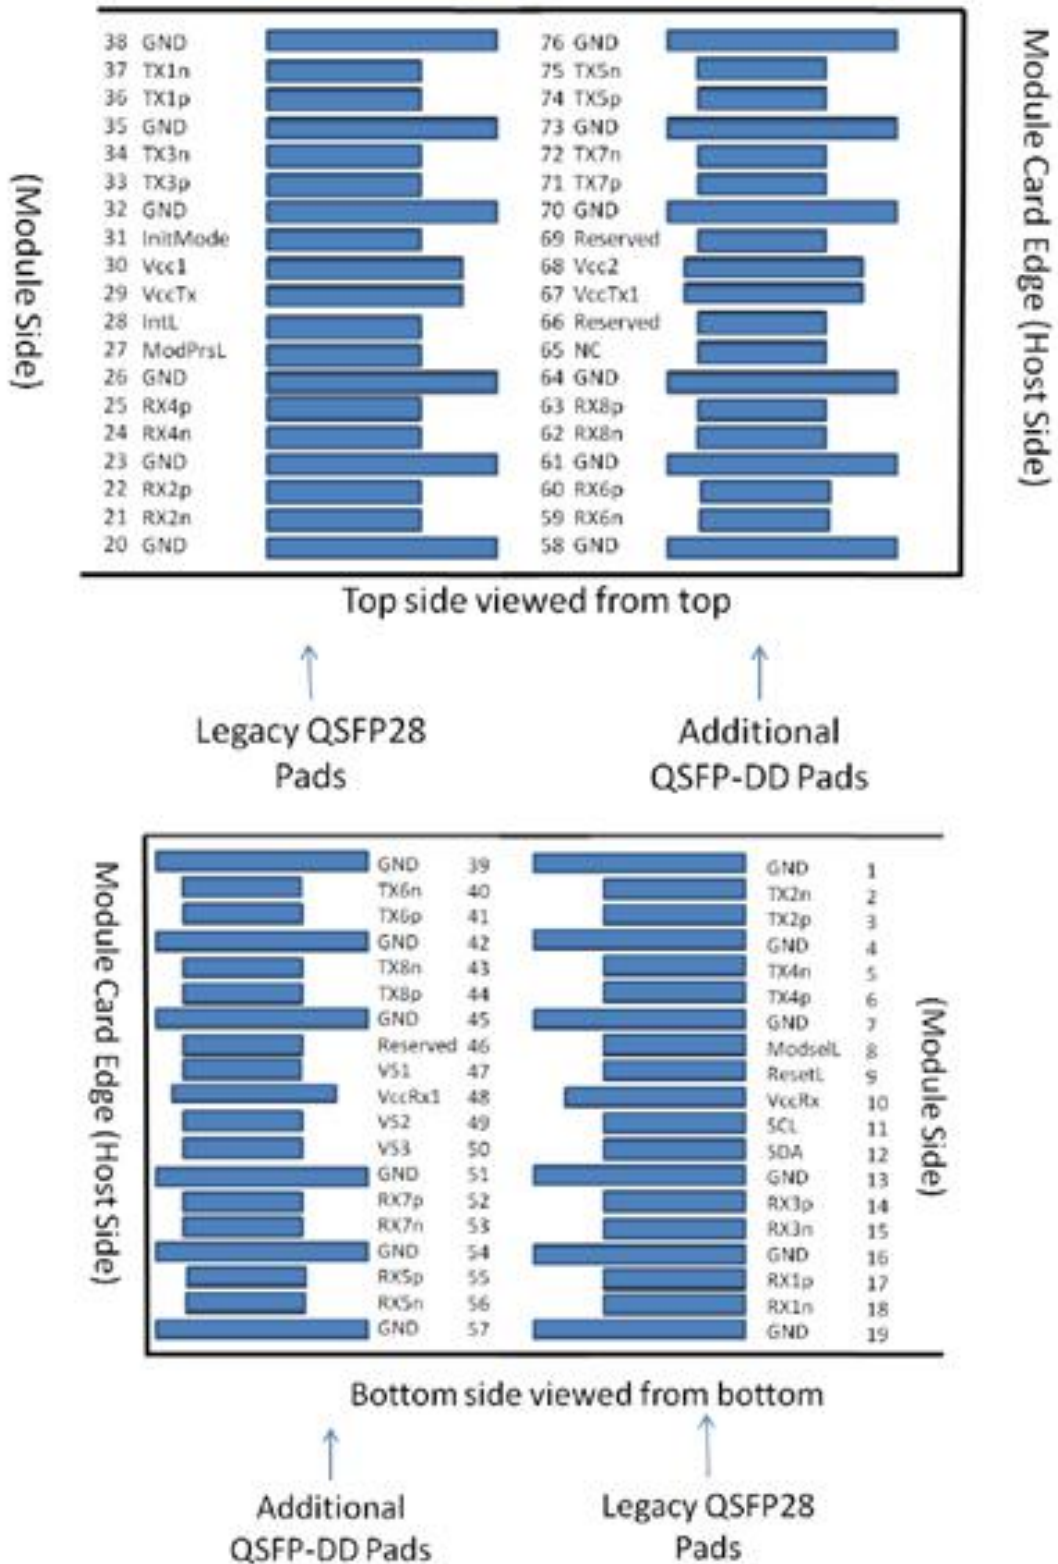 (Module Side)
38 GND 76 GND
37 TX1n 75 TX5n
36 TX1p 74 TX5p
35 GND 73 GND
34 TX3n 72 TX7n
33 TX3p 71 TX7p
32 GND 70 GND
31 InitMode 69 Reserved
30 Vcc1 68 Vcc2
29 VccTx 67 VccTx1
28 IntL 66 Reserved
27 ModPrsL 65 NC
26 GND 64 GND
25 RX4p 63 RX8p
24 RX4n 62 RX8n
23 GND 61 GND
22 RX2p 60 RX6p
21 RX2n 59 RX6n
20 GND 58 GND
Module Card Edge (Host Side)
Top side viewed from top
Legacy QSFP28
Pads
Additional
QSFP-DD Pads
Module Card Edge (Host Side)
GND 39 GND 1
TX6n 40 TX2n 2
TX6p 41 TX2p 3
GND 42 GND 4
TX8n 43 TX4n 5
TX8p 44 TX4p 6
GND 45 GND 7
Reserved 46 ModselL 8
VS1 47 ResetL 9
VccRx1 48 VccRx 10
VS2 49 SCL 11
VS3 50 SDA 12
GND 51 GND 13
RX7p 52 RX3p 14
RX7n 53 RX3n 15
GND 54 GND 16
RX5p 55 RX1p 17
RX5n 56 RX1n 18
GND 57 GND 19
(Module Side)
Bottom side viewed from bottom
Additional
QSFP-DD Pads
Legacy QSFP28
Pads